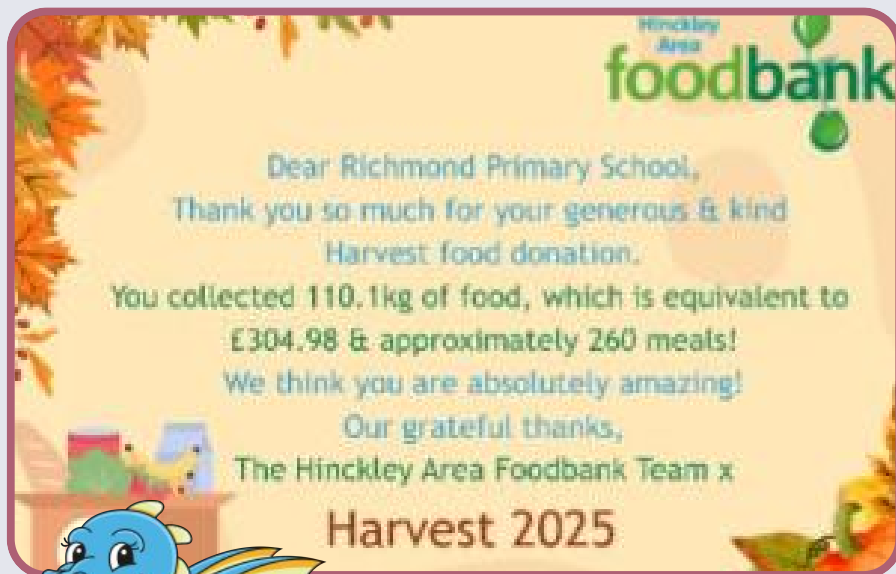 Hinckley
Area
foodbank
Dear Richmond Primary School,
Thank you so much for your generous & kind
Harvest food donation.
You collected 110.1kg of food, which is equivalent to
£304.98 & approximately 260 meals!
We think you are absolutely amazing!
Our grateful thanks,
The Hinckley Area Foodbank Team x
Harvest 2025